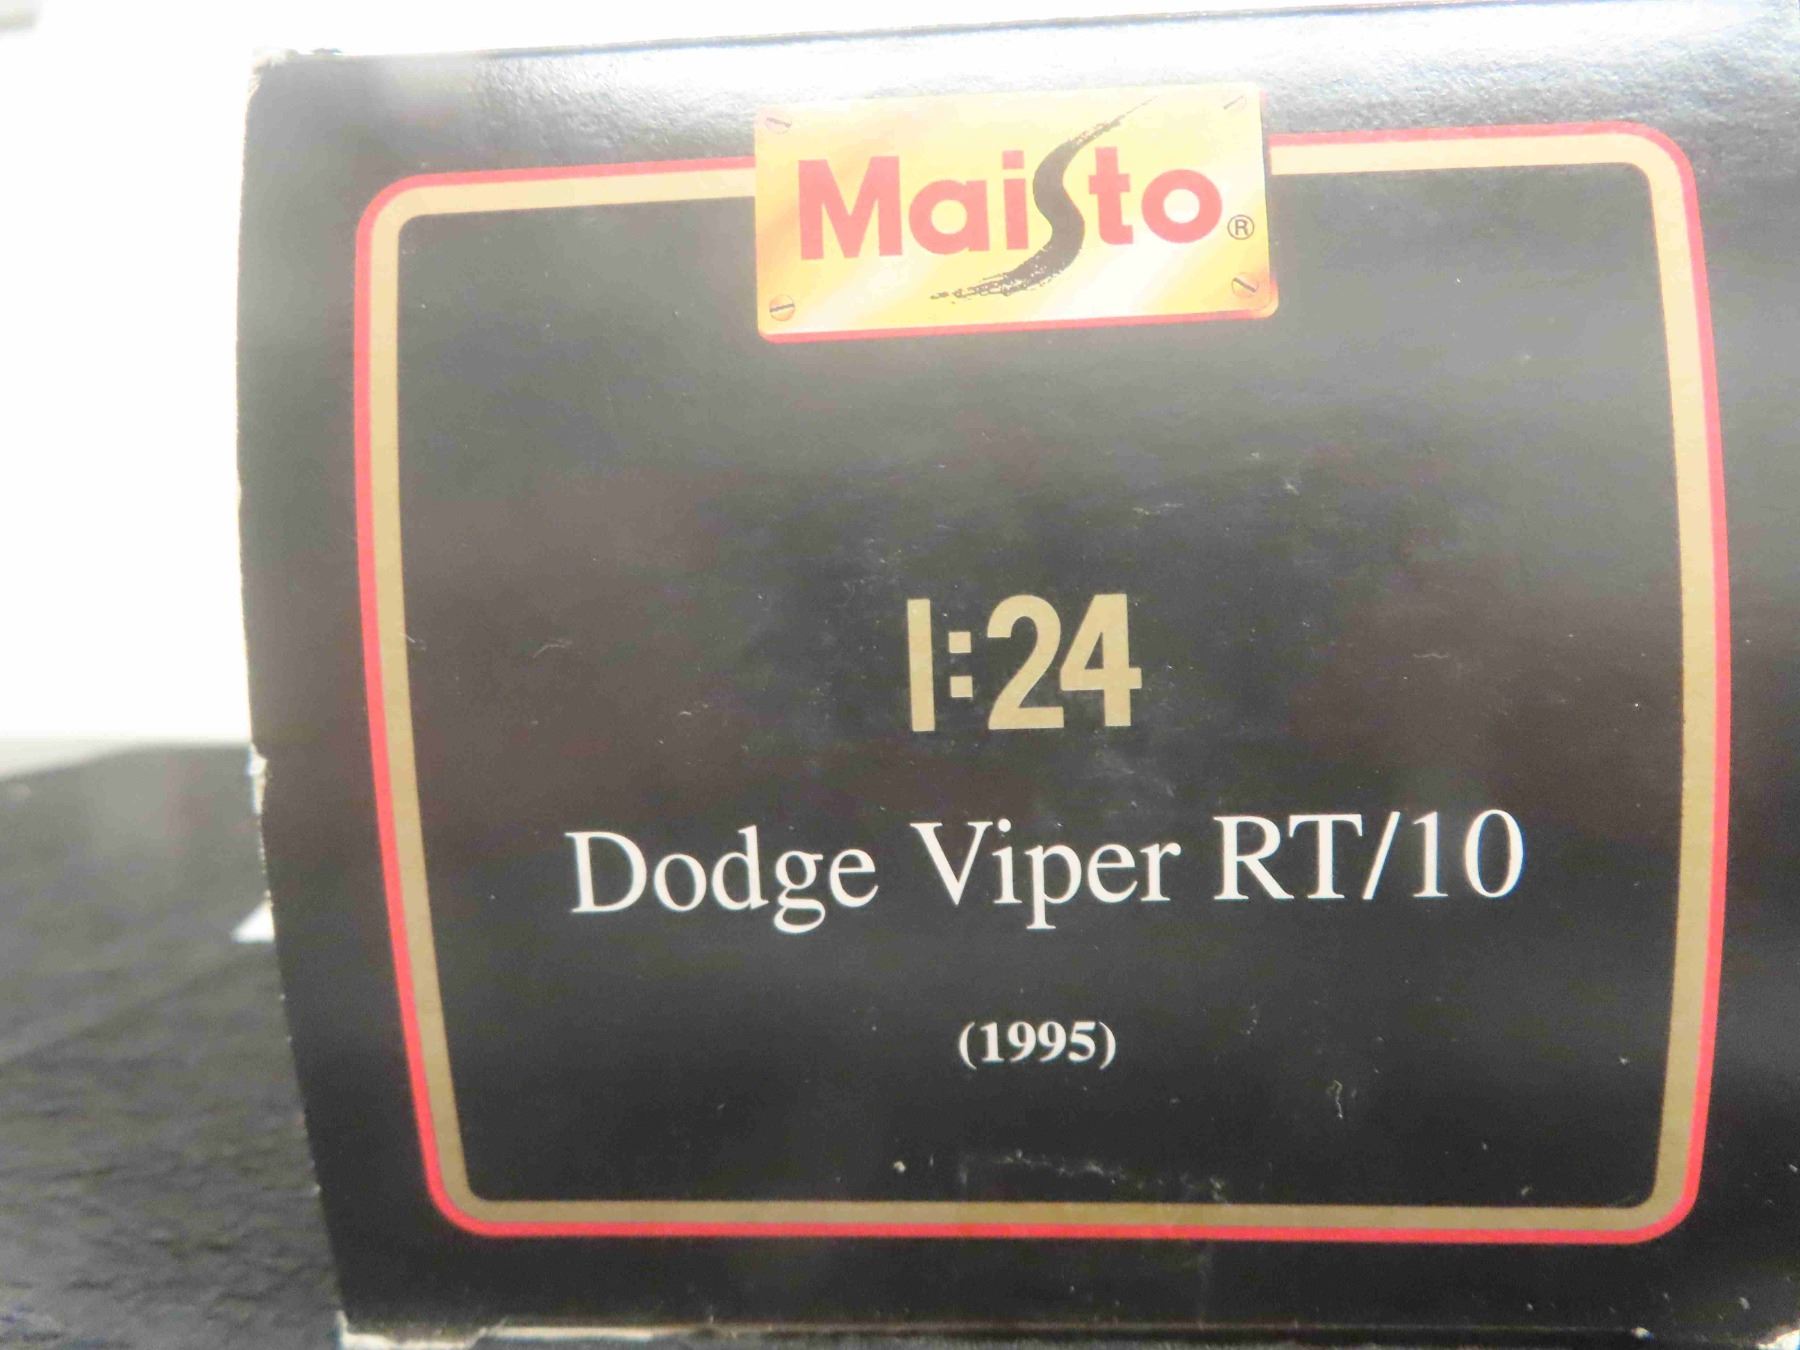 Maisto®
1:24
Dodge Viper RT/10
(1995)